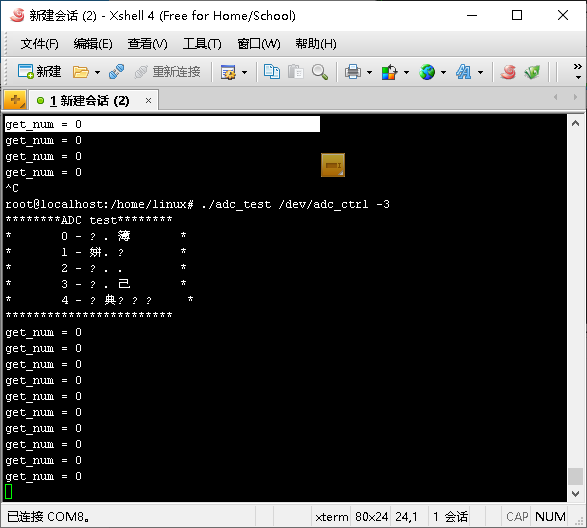 新建会话 (2) - Xshell 4 (Free for Home/School)
文件(F) 编辑(E) 查看(V) 工具(T) 窗口(W) 帮助(H)
新建 重新连接
1 新建会话 (2)
get_num = 0
get_num = 0
get_num = 0
get_num = 0
^C
root@localhost:/home/linux# ./adc_test /dev/adc_ctrl -3
********ADC test********
* 0 - ? . 簿 *
* 1 - 妌. ? *
* 2 - ? . . *
* 3 - ? . 己 *
* 4 - ? 典? ? ? *
************************
get_num = 0
get_num = 0
get_num = 0
get_num = 0
get_num = 0
get_num = 0
get_num = 0
get_num = 0
get_num = 0
get_num = 0
已连接 COM8。 xterm 80x24 24,1 1 会话 CAP NUM